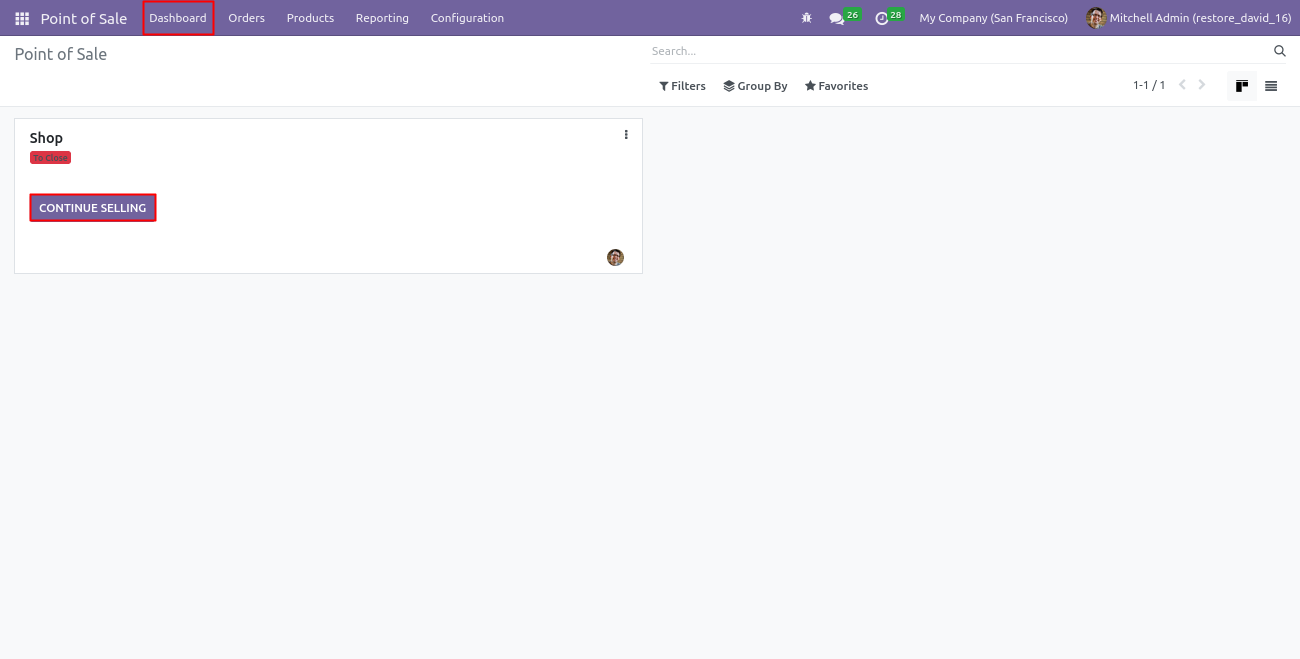 Point of Sale Dashboard Orders Products Reporting Configuration 26 28 My Company (San Francisco) Mitchell Admin (restore_david_16)
Point of Sale
Search...
Filters Group By Favorites 1-1 / 1
Shop
To Close
CONTINUE SELLING